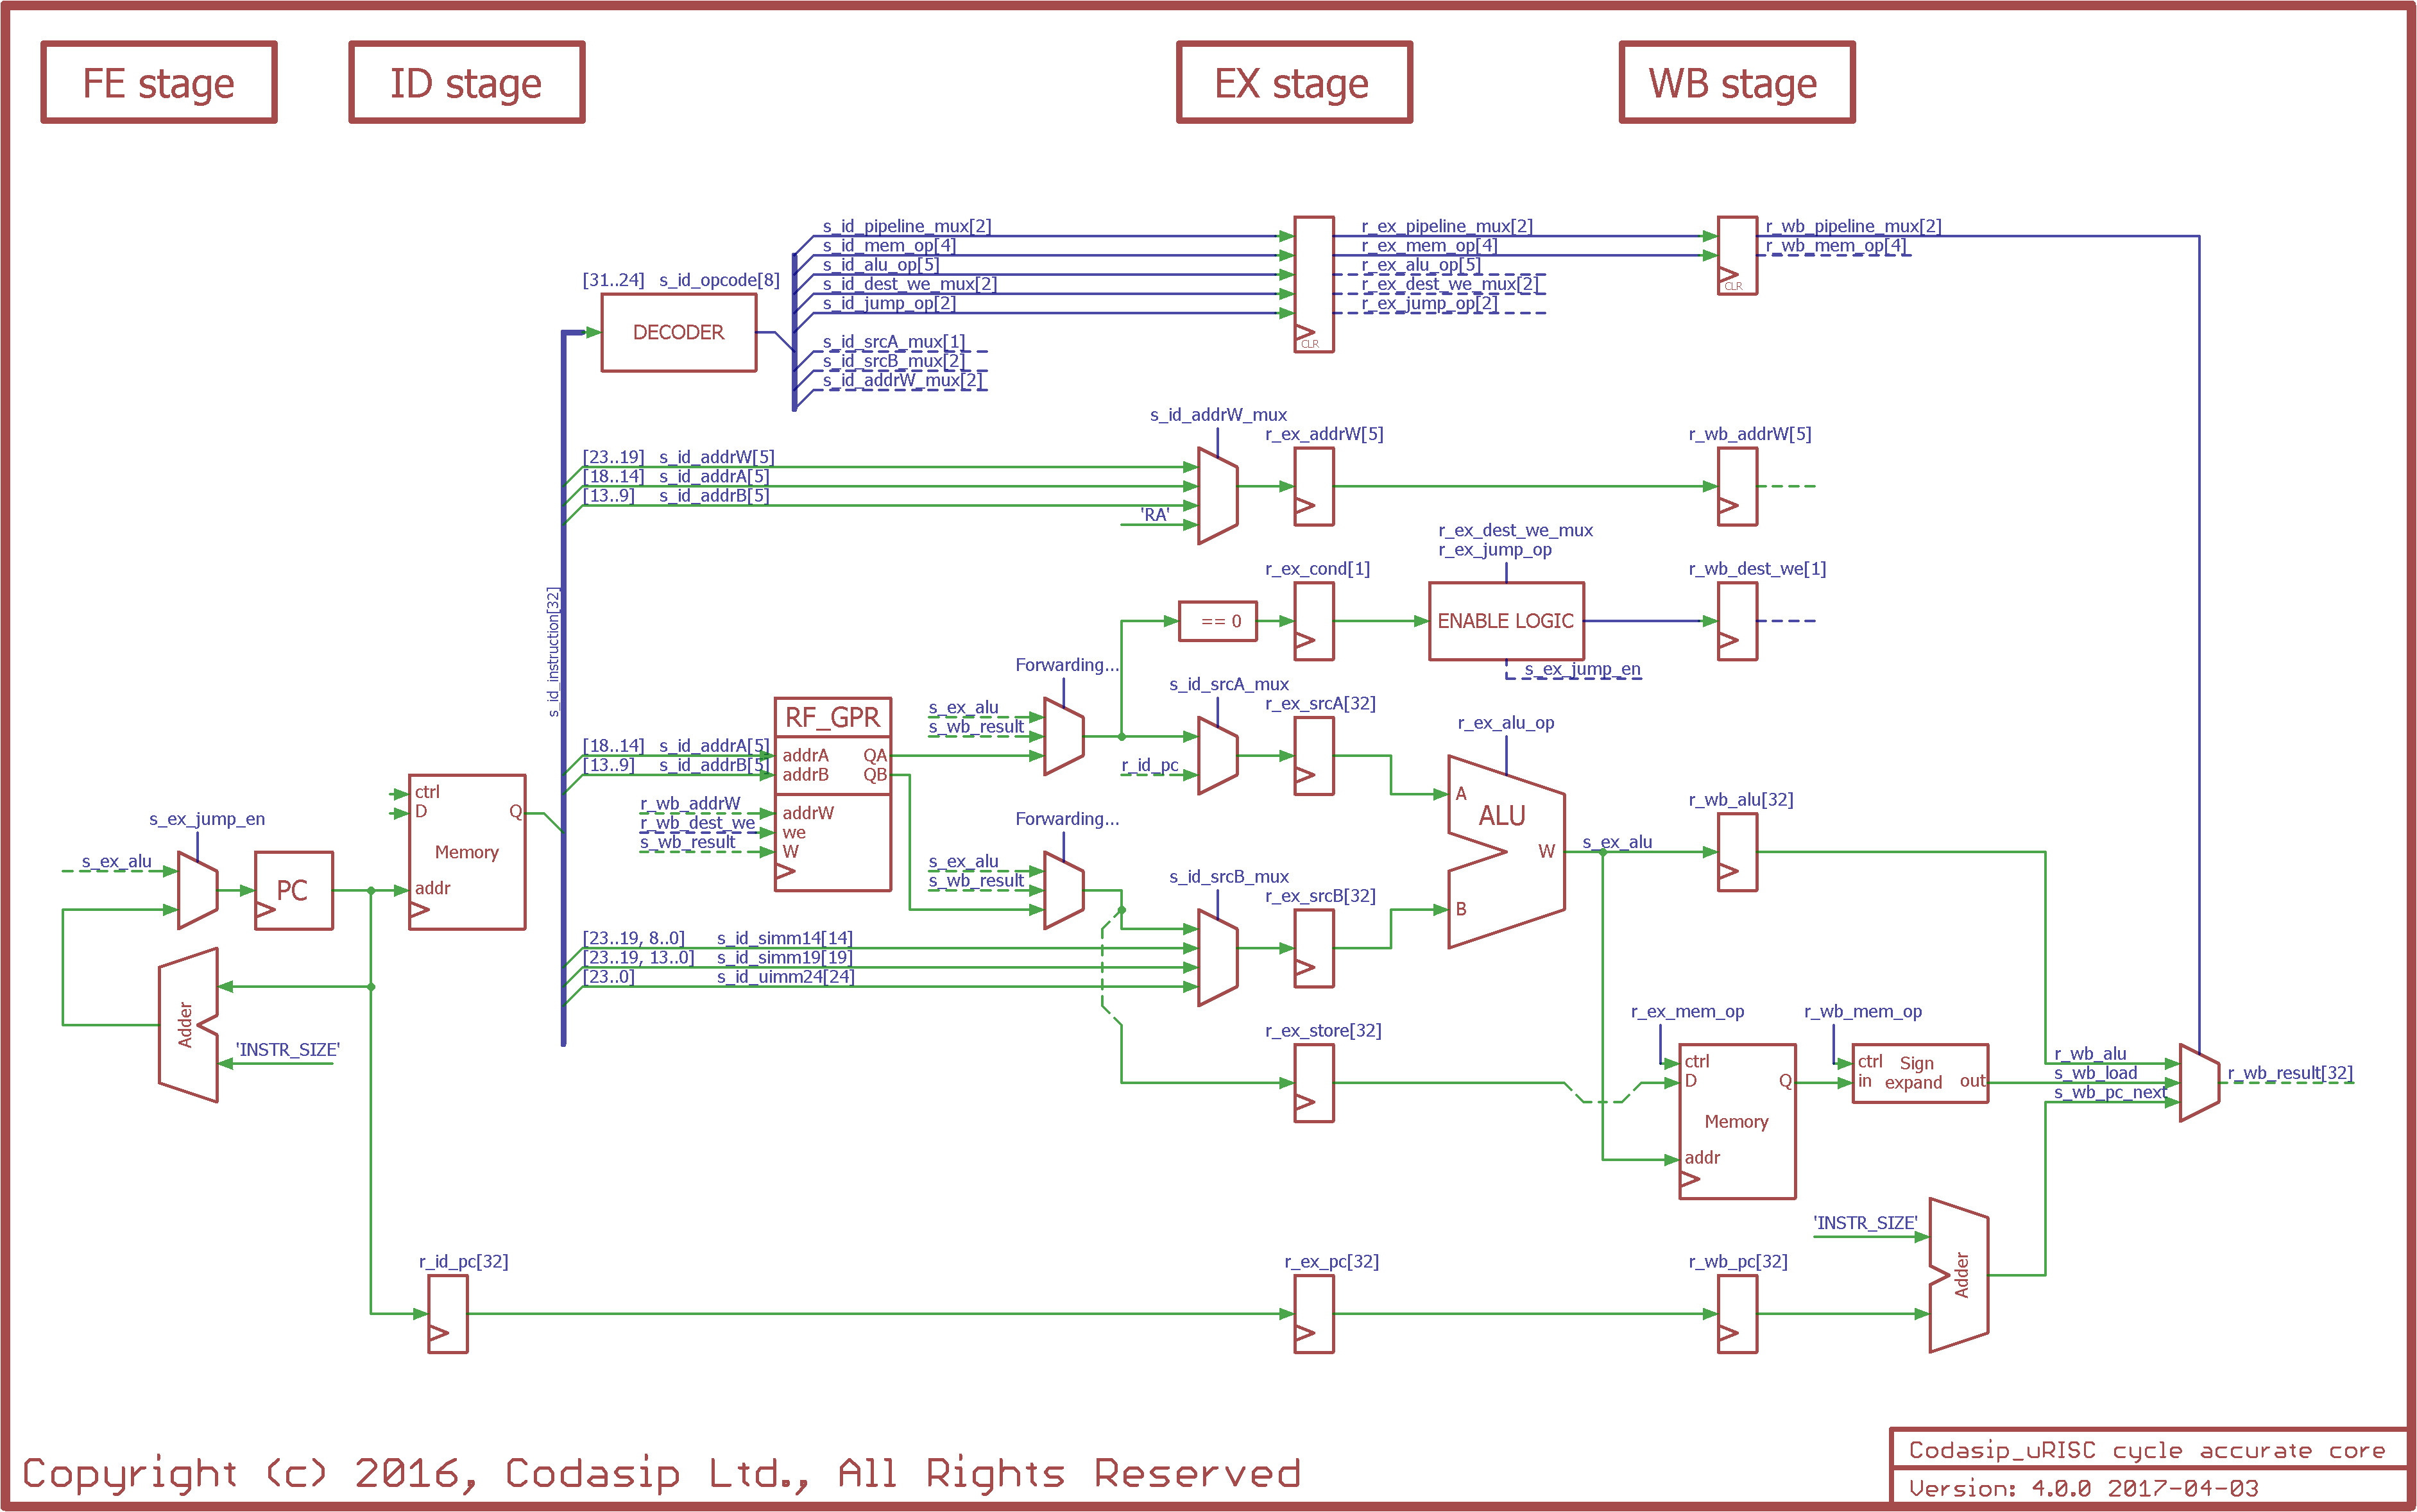 FE stage
ID stage
EX stage
WB stage
s_id_pipeline_mux[2]
s_id_mem_op[4]
s_id_alu_op[5]
s_id_dest_we_mux[2]
s_id_jump_op[2]
s_id_srcA_mux[1]
s_id_srcB_mux[2]
s_id_addrW_mux[2]
r_ex_pipeline_mux[2]
r_ex_mem_op[4]
r_ex_alu_op[5]
r_ex_dest_we_mux[2]
r_ex_jump_op[2]
CLR
r_wb_pipeline_mux[2]
r_wb_mem_op[4]
CLR
[31..24] s_id_opcode[8]
DECODER
s_id_addrW_mux
r_ex_addrW[5]
r_wb_addrW[5]
[23..19] s_id_addrW[5]
[18..14] s_id_addrA[5]
[13..9] s_id_addrB[5]
'RA'
r_ex_dest_we_mux
r_ex_jump_op
r_ex_cond[1]
r_wb_dest_we[1]
== 0
ENABLE LOGIC
s_ex_jump_en
s_id_instruction[32]
Forwarding...
s_id_srcA_mux
r_ex_srcA[32]
s_ex_alu
s_wb_result
r_id_pc
RF_GPR
addrA QA
addrB QB
addrW
we
W
[18..14] s_id_addrA[5]
[13..9] s_id_addrB[5]
r_wb_addrW
r_wb_dest_we
s_wb_result
r_ex_alu_op
A
ALU
W
B
s_ex_alu
r_wb_alu[32]
Forwarding...
s_ex_alu
s_wb_result
s_id_srcB_mux
r_ex_srcB[32]
s_ex_jump_en
s_ex_alu
PC
ctrl
D
Q
Memory
addr
[23..19, 8..0] s_id_simm14[14]
[23..19, 13..0] s_id_simm19[19]
[23..0] s_id_uimm24[24]
Adder
'INSTR_SIZE'
r_ex_store[32]
r_ex_mem_op
r_wb_mem_op
ctrl
D
Q
Memory
addr
ctrl
in
Sign
expand
out
r_wb_alu
s_wb_load
s_wb_pc_next
r_wb_result[32]
'INSTR_SIZE'
Adder
r_id_pc[32]
r_ex_pc[32]
r_wb_pc[32]
Codasip_uRISC cycle accurate core
Version: 4.0.0 2017-04-03
Copyright (c) 2016, Codasip Ltd., All Rights Reserved